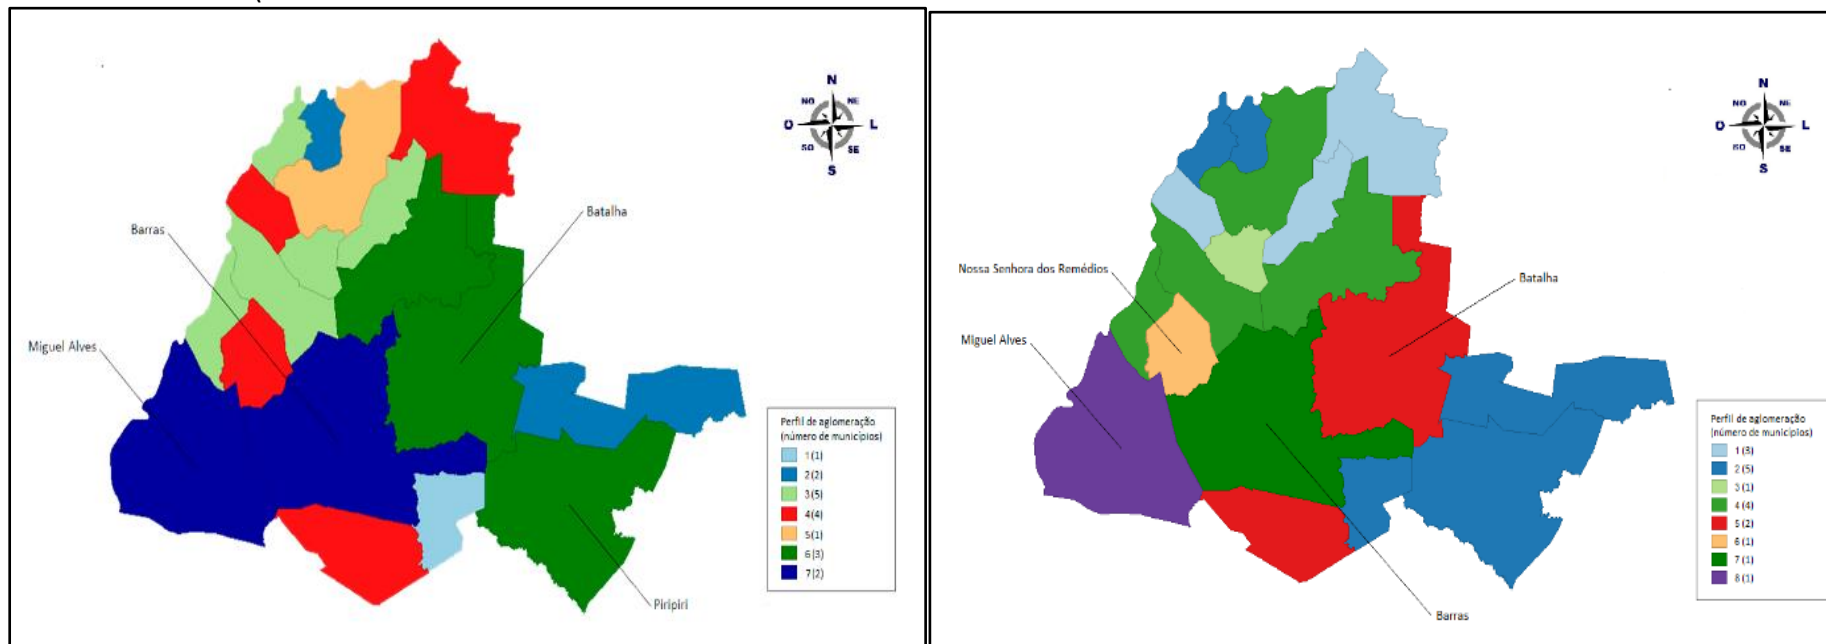 N
NO
NE
O
L
SO
SE
S
Batalha
Barras
Miguel Alves
Piripiri
Perfil de aglomeração
(número de municípios)
1 (1)
2 (2)
3 (5)
4 (4)
5 (1)
6 (3)
7 (2)
N
NO
NE
O
L
SO
SE
S
Nossa Senhora dos Remédios
Batalha
Miguel Alves
Barras
Perfil de aglomeração
(número de municípios)
1 (3)
2 (5)
3 (1)
4 (4)
5 (2)
6 (1)
7 (1)
8 (1)